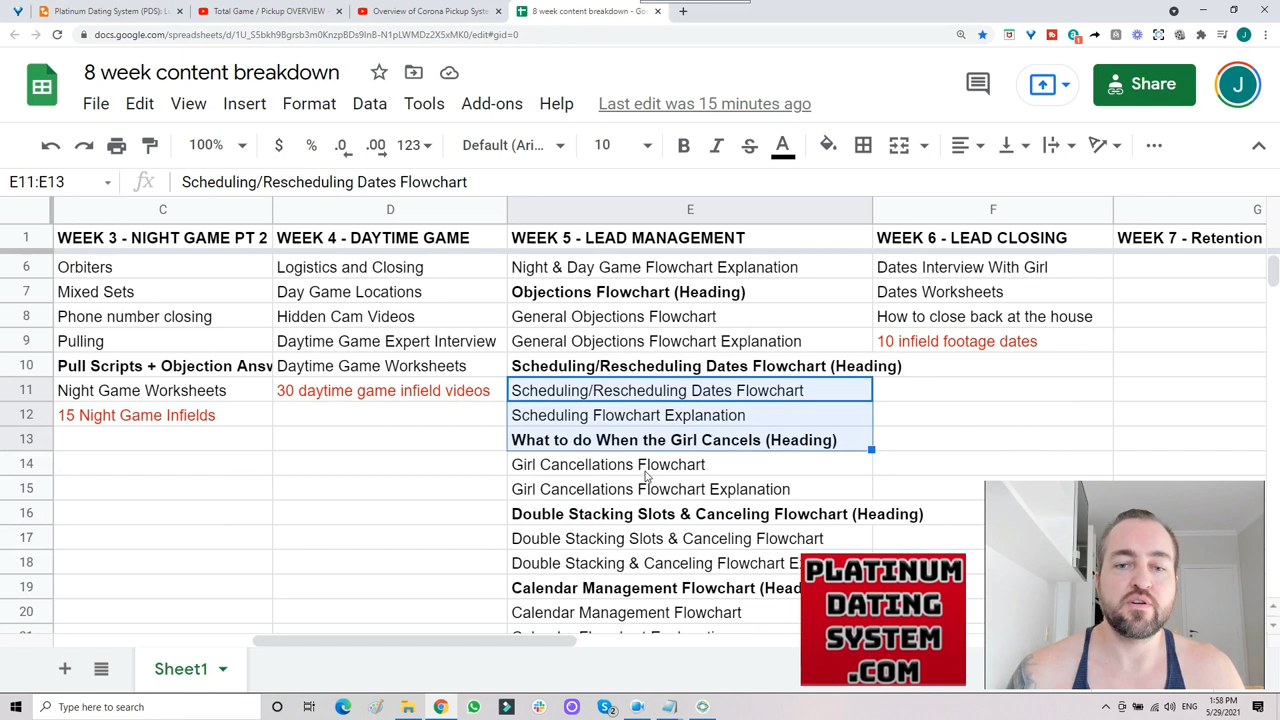 Platinum Dating System (PDS): L
Total Game / Pickup OVERVIEW -
Overview of Corona Pickup System
8 week content breakdown - Goo
docs.google.com/spreadsheets/d/1U_S5bkh9Bgrsb3m0KnzpBDs9InB-N1pLWMDz2X5xMK0/edit#gid=0
8 week content breakdown
Share
J
File Edit View Insert Format Data Tools Add-ons Help Last edit was 15 minutes ago
100% $ % .0 .00 123 Default (Ari... 10 B I S A
E11:E13 fx Scheduling/Rescheduling Dates Flowchart
C D E F G
1 WEEK 3 - NIGHT GAME PT 2 WEEK 4 - DAYTIME GAME WEEK 5 - LEAD MANAGEMENT WEEK 6 - LEAD CLOSING WEEK 7 - Retention
6 Orbiters Logistics and Closing Night & Day Game Flowchart Explanation Dates Interview With Girl
7 Mixed Sets Day Game Locations Objections Flowchart (Heading) Dates Worksheets
8 Phone number closing Hidden Cam Videos General Objections Flowchart How to close back at the house
9 Pulling Daytime Game Expert Interview General Objections Flowchart Explanation 10 infield footage dates
10 Pull Scripts + Objection Answ Daytime Game Worksheets Scheduling/Rescheduling Dates Flowchart (Heading)
11 Night Game Worksheets 30 daytime game infield videos Scheduling/Rescheduling Dates Flowchart
12 15 Night Game Infields Scheduling Flowchart Explanation
13 What to do When the Girl Cancels (Heading)
14 Girl Cancellations Flowchart
15 Girl Cancellations Flowchart Explanation
16 Double Stacking Slots & Canceling Flowchart (Heading)
17 Double Stacking Slots & Canceling Flowchart
18 Double Stacking & Canceling Flowchart E
19 Calendar Management Flowchart (Head
20 Calendar Management Flowchart
PLATINUM
DATING
SYSTEM
.COM
Sheet1
Type here to search
1:58 PM
5/29/2021